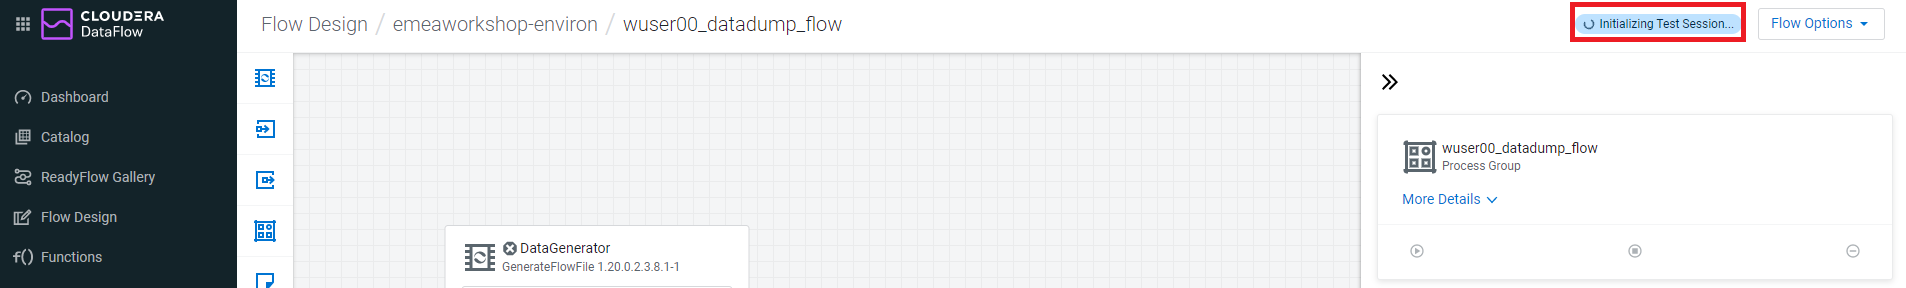 CLOUDERA
DataFlow
Dashboard
Catalog
ReadyFlow Gallery
Flow Design
f() Functions
Flow Design / emeaworkshop-environ / wuser00_datadump_flow
Initializing Test Session...
Flow Options
DataGenerator
GenerateFlowFile 1.20.0.2.3.8.1-1
wuser00_datadump_flow
Process Group
More Details